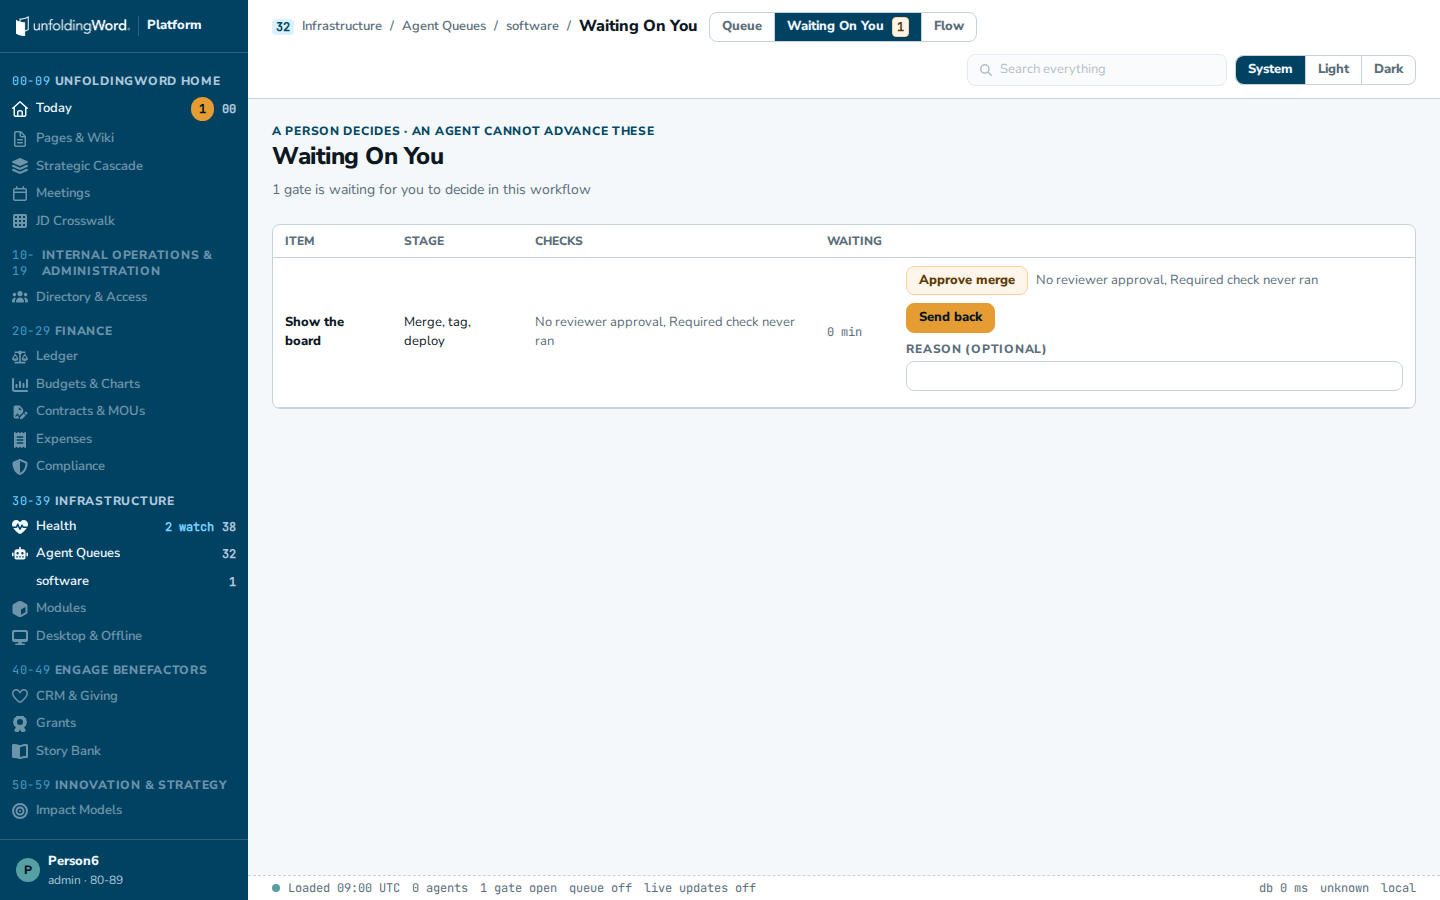 unfoldingWord. Platform
00-09 UNFOLDINGWORD HOME
Today 1 00
Pages & Wiki
Strategic Cascade
Meetings
JD Crosswalk
10-19 INTERNAL OPERATIONS &
ADMINISTRATION
Directory & Access
20-29 FINANCE
Ledger
Budgets & Charts
Contracts & MOUs
Expenses
Compliance
30-39 INFRASTRUCTURE
Health 2 watch 38
Agent Queues 32
software 1
Modules
Desktop & Offline
40-49 ENGAGE BENEFACTORS
CRM & Giving
Grants
Story Bank
50-59 INNOVATION & STRATEGY
Impact Models
P Person6
admin · 80-89
32 Infrastructure / Agent Queues / software / Waiting On You Queue Waiting On You 1 Flow
Search everything System Light Dark
A PERSON DECIDES · AN AGENT CANNOT ADVANCE THESE
Waiting On You
1 gate is waiting for you to decide in this workflow
ITEM STAGE CHECKS WAITING
Show the
board
Merge, tag,
deploy
No reviewer approval, Required check never
ran
0 min
Approve merge No reviewer approval, Required check never ran
Send back
REASON (OPTIONAL)
Loaded 09:00 UTC 0 agents 1 gate open queue off live updates off db 0 ms unknown local